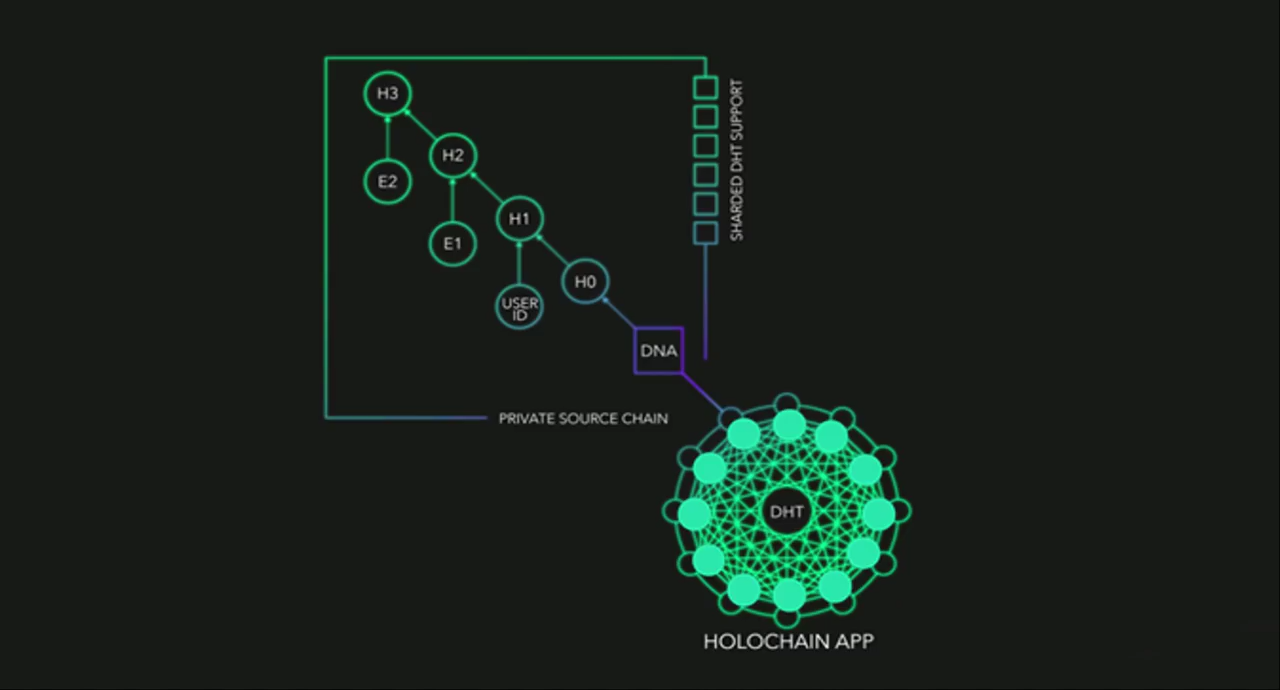 H3
H2
E2
H1
E1
H0
USER
ID
DNA
SHARDED DHT SUPPORT
PRIVATE SOURCE CHAIN
DHT
HOLOCHAIN APP